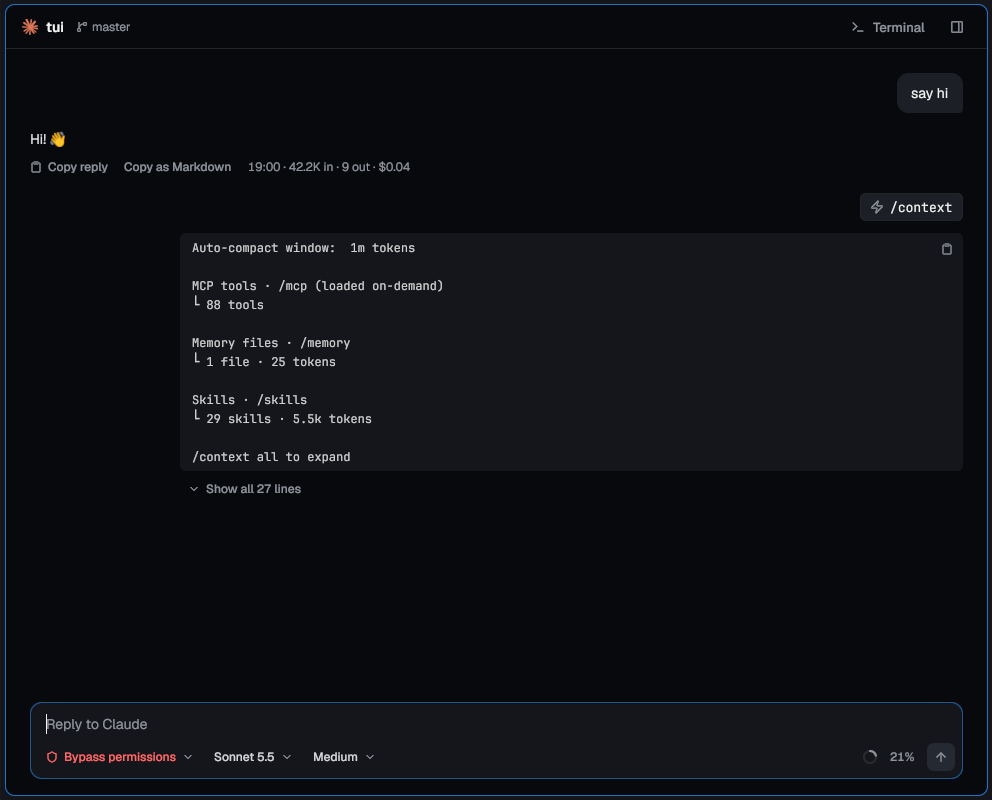 tui master Terminal
say hi
Hi! 👋
Copy reply Copy as Markdown 19:00 · 42.2K in · 9 out · $0.04
/context
Auto-compact window:  1m tokens
MCP tools · /mcp (loaded on-demand)
└ 88 tools
Memory files · /memory
└ 1 file · 25 tokens
Skills · /skills
└ 29 skills · 5.5k tokens
/context all to expand
Show all 27 lines
Reply to Claude
Bypass permissions Sonnet 5.5 Medium 21%